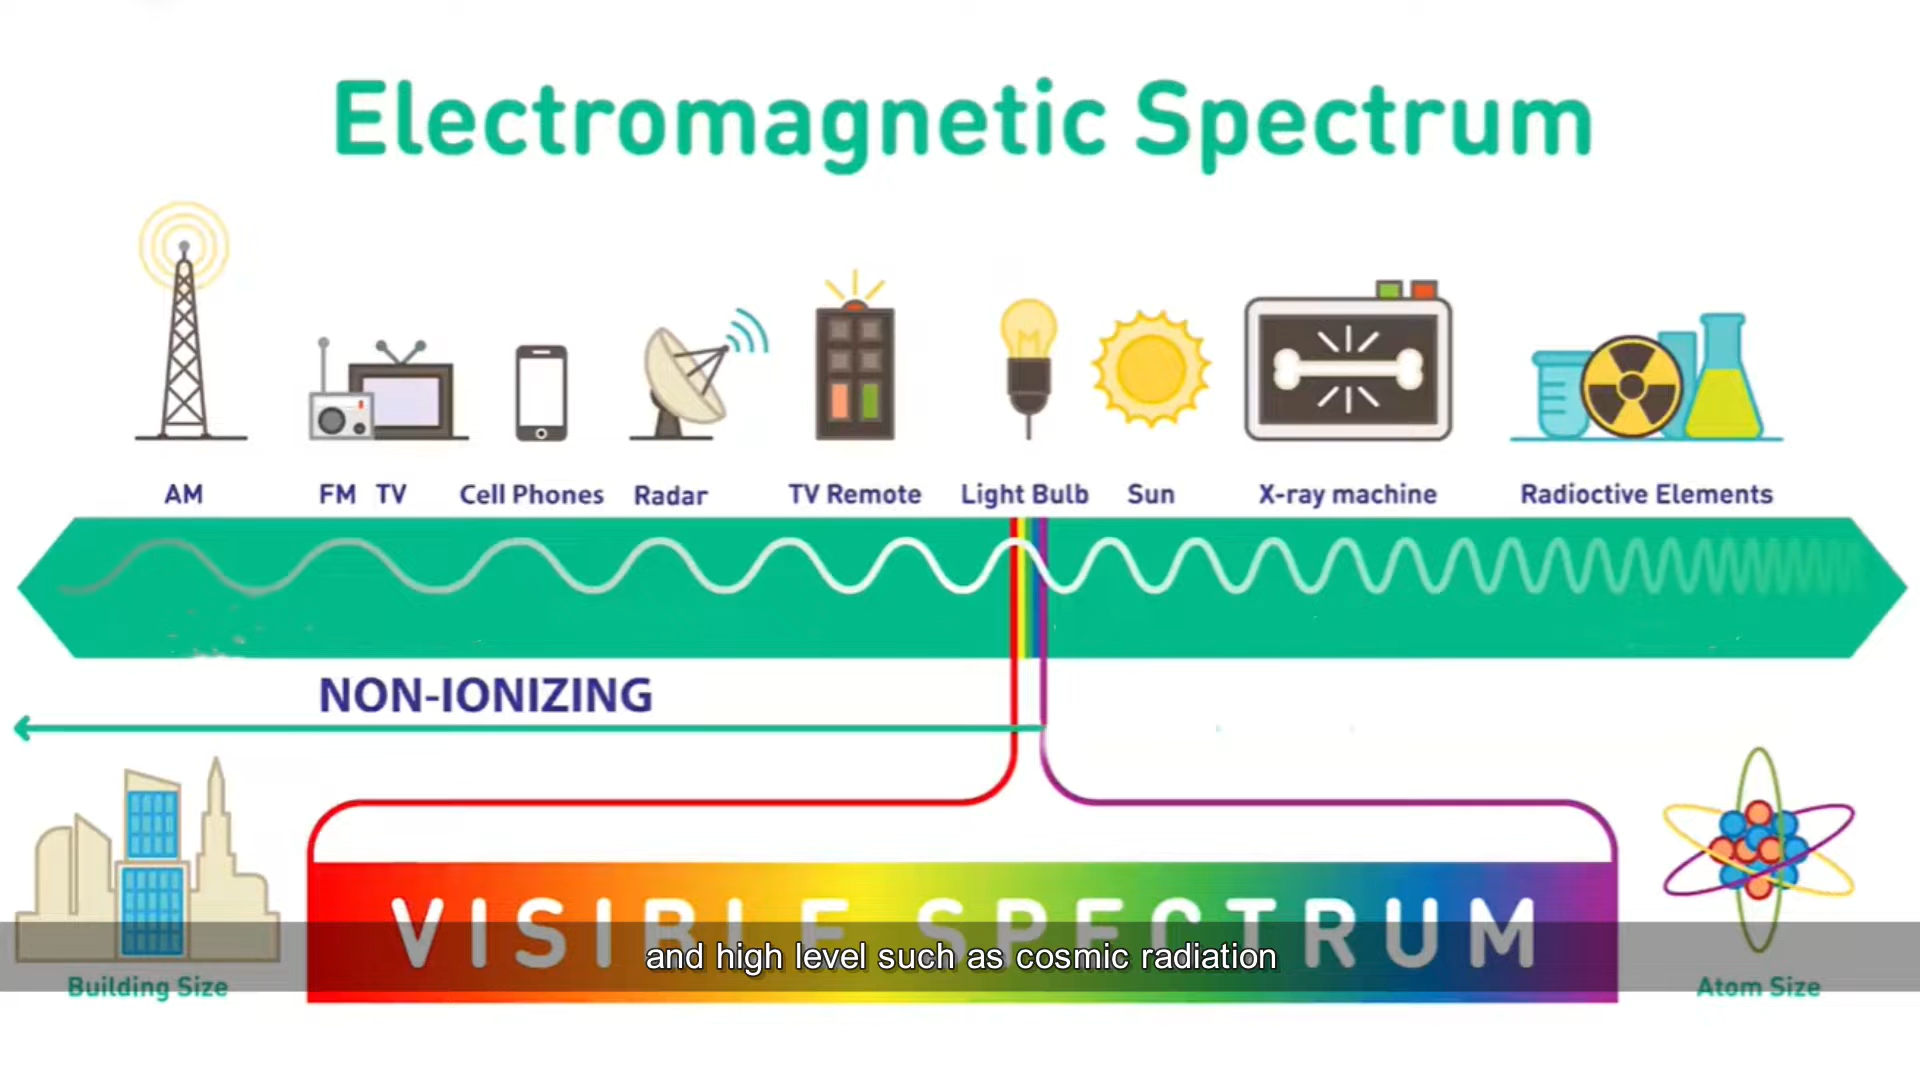 Electromagnetic Spectrum
AM FM TV Cell Phones Radar TV Remote Light Bulb Sun X-ray machine Radioctive Elements
NON-IONIZING
VISIBLE SPECTRUM
and high level such as cosmic radiation
Building Size Atom Size